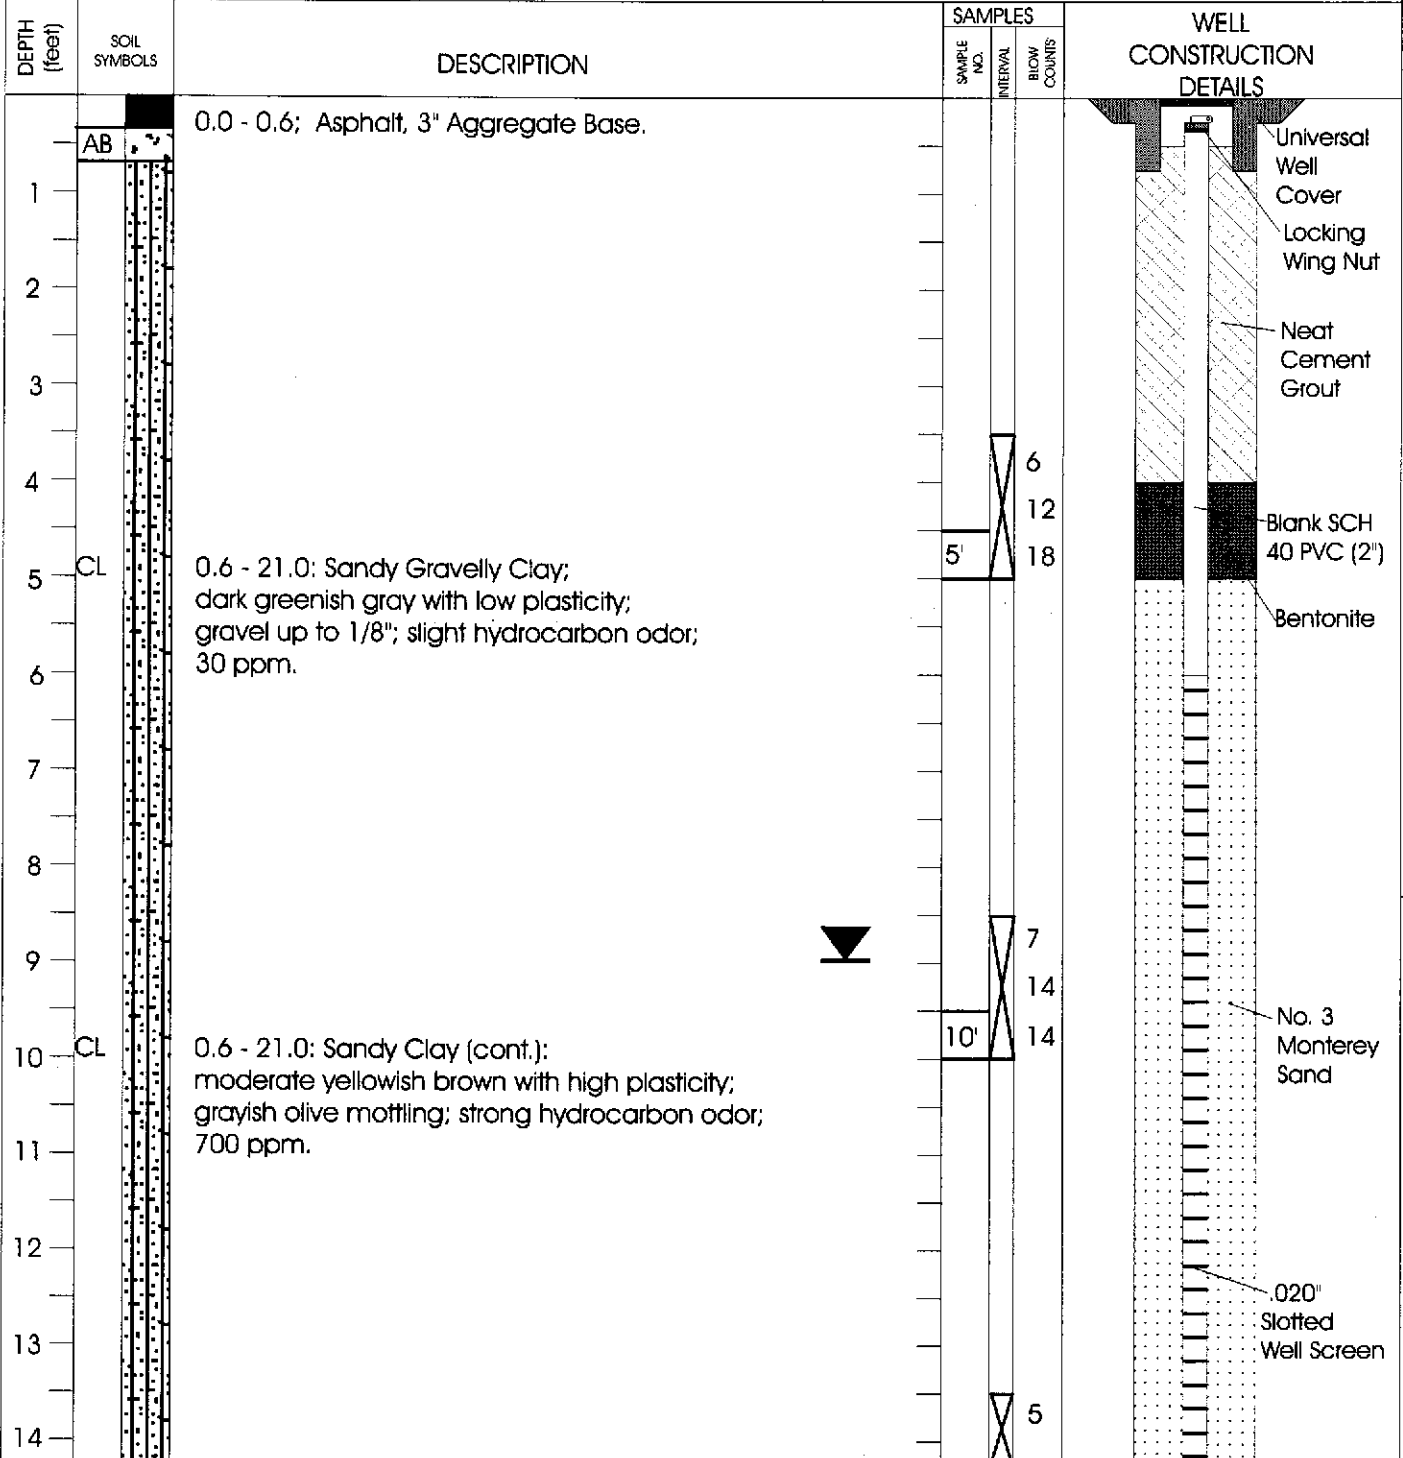 DEPTH
(feet)
SOIL
SYMBOLS
DESCRIPTION
SAMPLES
SAMPLE
NO.
INTERVAL
BLOW
COUNTS
WELL
CONSTRUCTION
DETAILS
0.0 - 0.6; Asphalt, 3" Aggregate Base.
AB
Universal
Well
Cover
1
Locking
Wing Nut
2
Neat
Cement
Grout
3
6
4
12
Blank SCH
40 PVC (2")
5'
18
5
CL
0.6 - 21.0: Sandy Gravelly Clay;
dark greenish gray with low plasticity;
gravel up to 1/8"; slight hydrocarbon odor;
30 ppm.
Bentonite
6
7
8
7
9
14
10'
14
No. 3
Monterey
Sand
10
CL
0.6 - 21.0: Sandy Clay (cont.):
moderate yellowish brown with high plasticity;
grayish olive mottling; strong hydrocarbon odor;
700 ppm.
11
12
.020"
Slotted
Well Screen
13
5
14